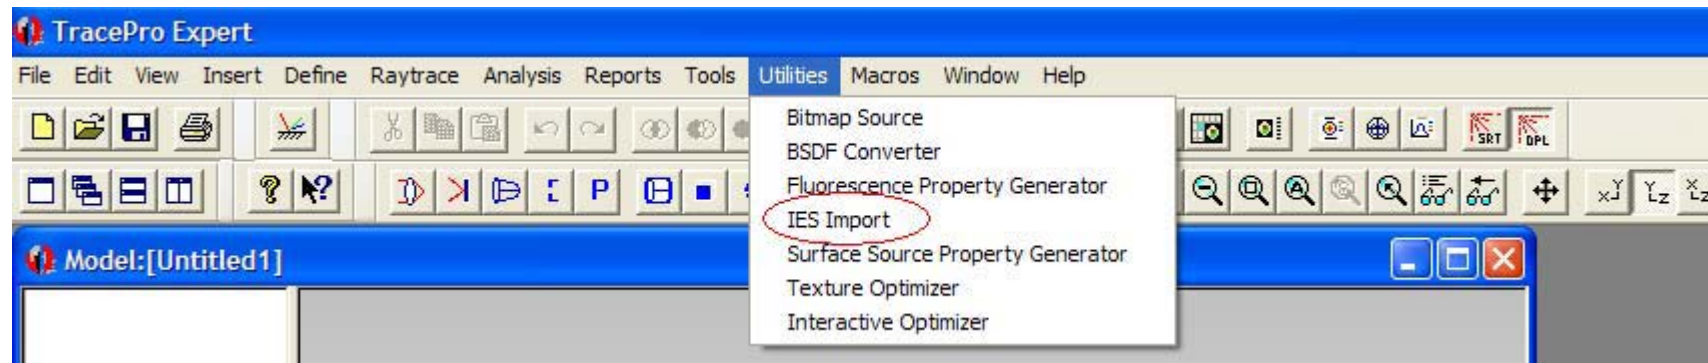 TracePro Expert
File Edit View Insert Define Raytrace Analysis Reports Tools Utilities Macros Window Help
Bitmap Source
BSDF Converter
Fluorescence Property Generator
IES Import
Surface Source Property Generator
Texture Optimizer
Interactive Optimizer
SRT DPL
P
Model:[Untitled1]